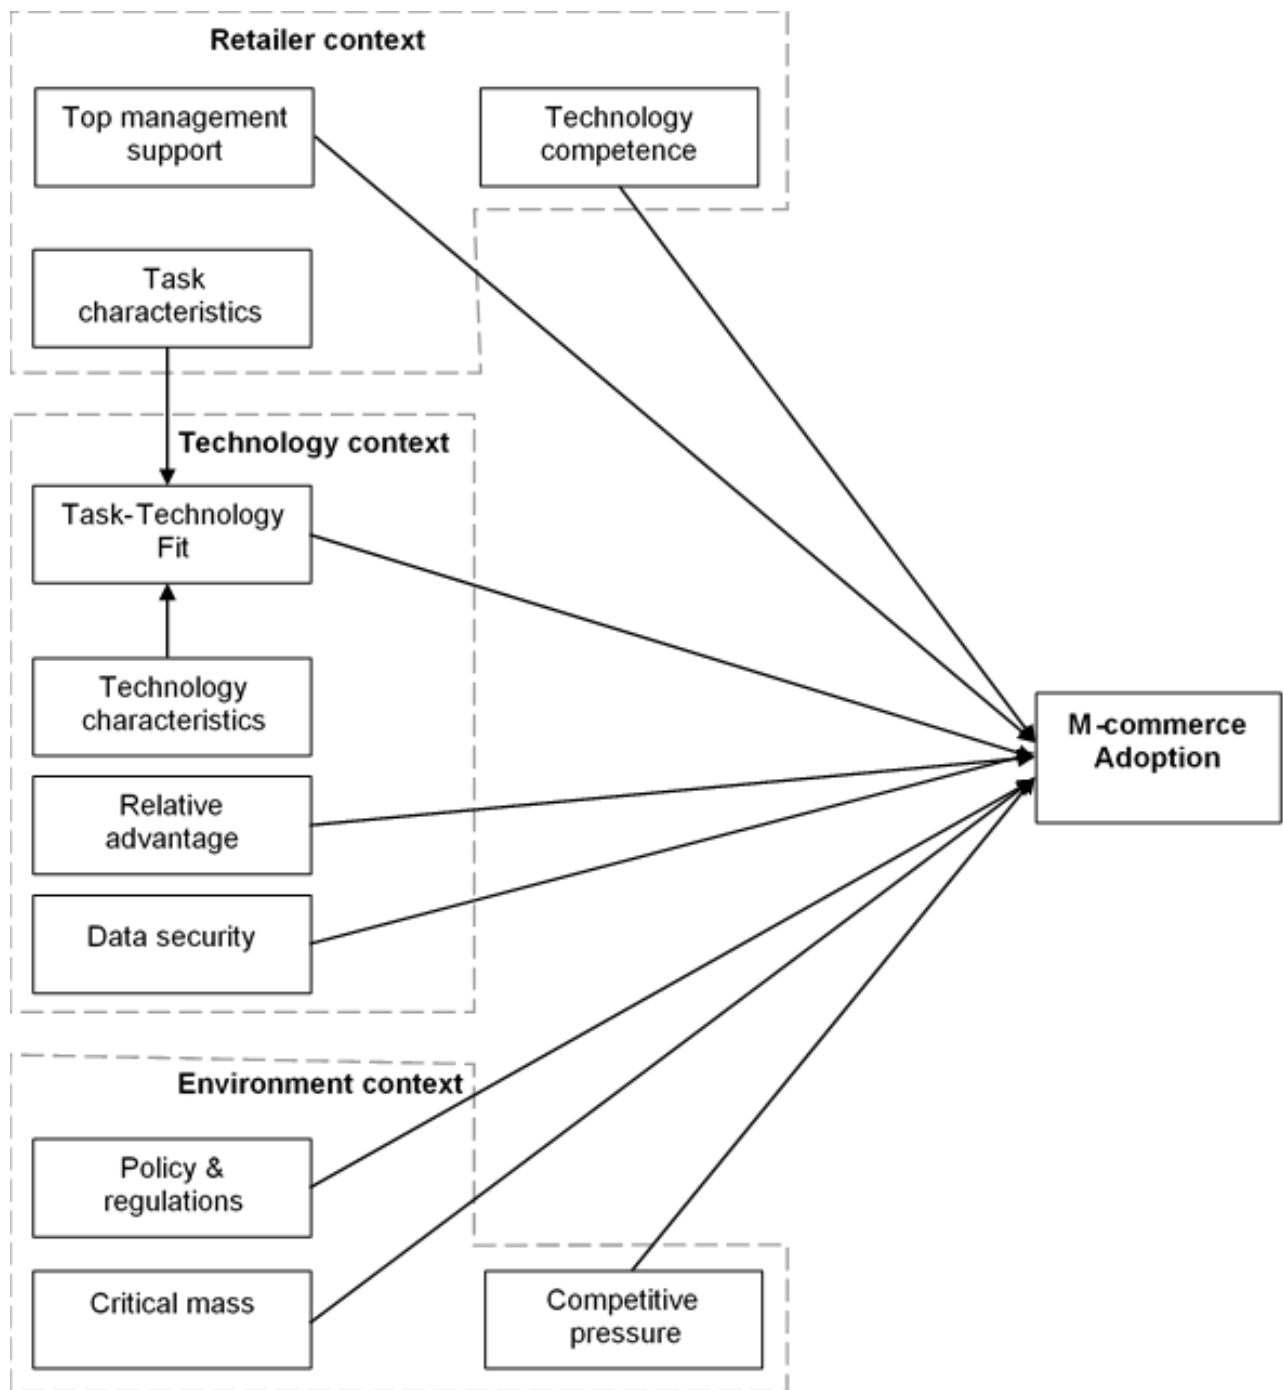 Retailer context
Top management
support
Technology
competence
Task
characteristics
Technology context
Task-Technology
Fit
Technology
characteristics
Relative
advantage
Data security
M-commerce
Adoption
Environment context
Policy &
regulations
Critical mass
Competitive
pressure